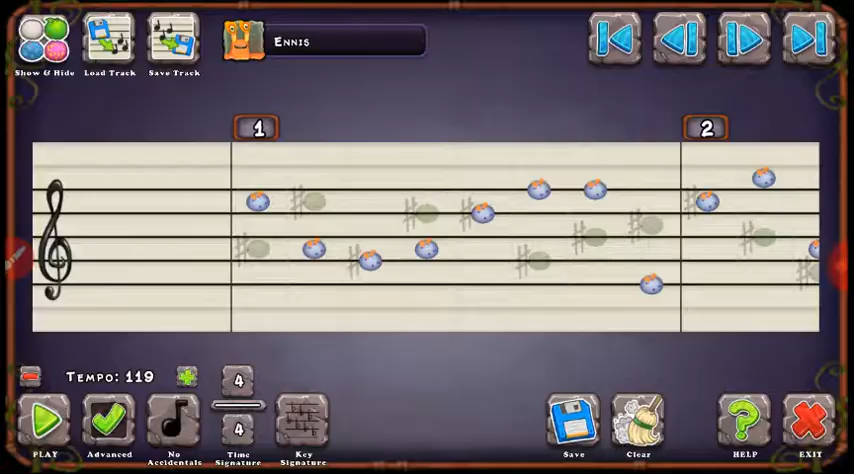 Show & Hide
Load Track
Save Track
Ennis
1
2
Tempo: 119
4
4
PLAY
Advanced
No Accidentals
Time Signature
Key Signature
Save
Clear
HELP
EXIT